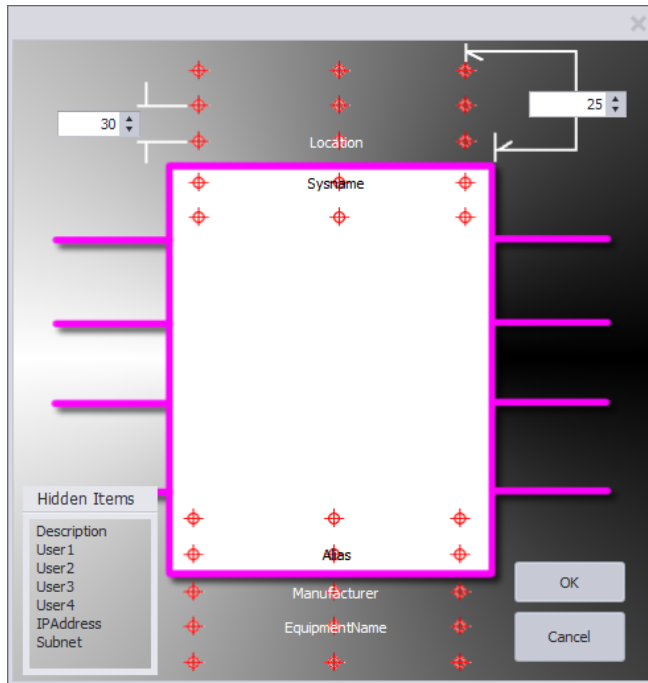 30
25
Location
Sysname
Hidden Items
Description
User1
User2
User3
User4
IPAddress
Subnet
Alias
Manufacturer
EquipmentName
OK
Cancel